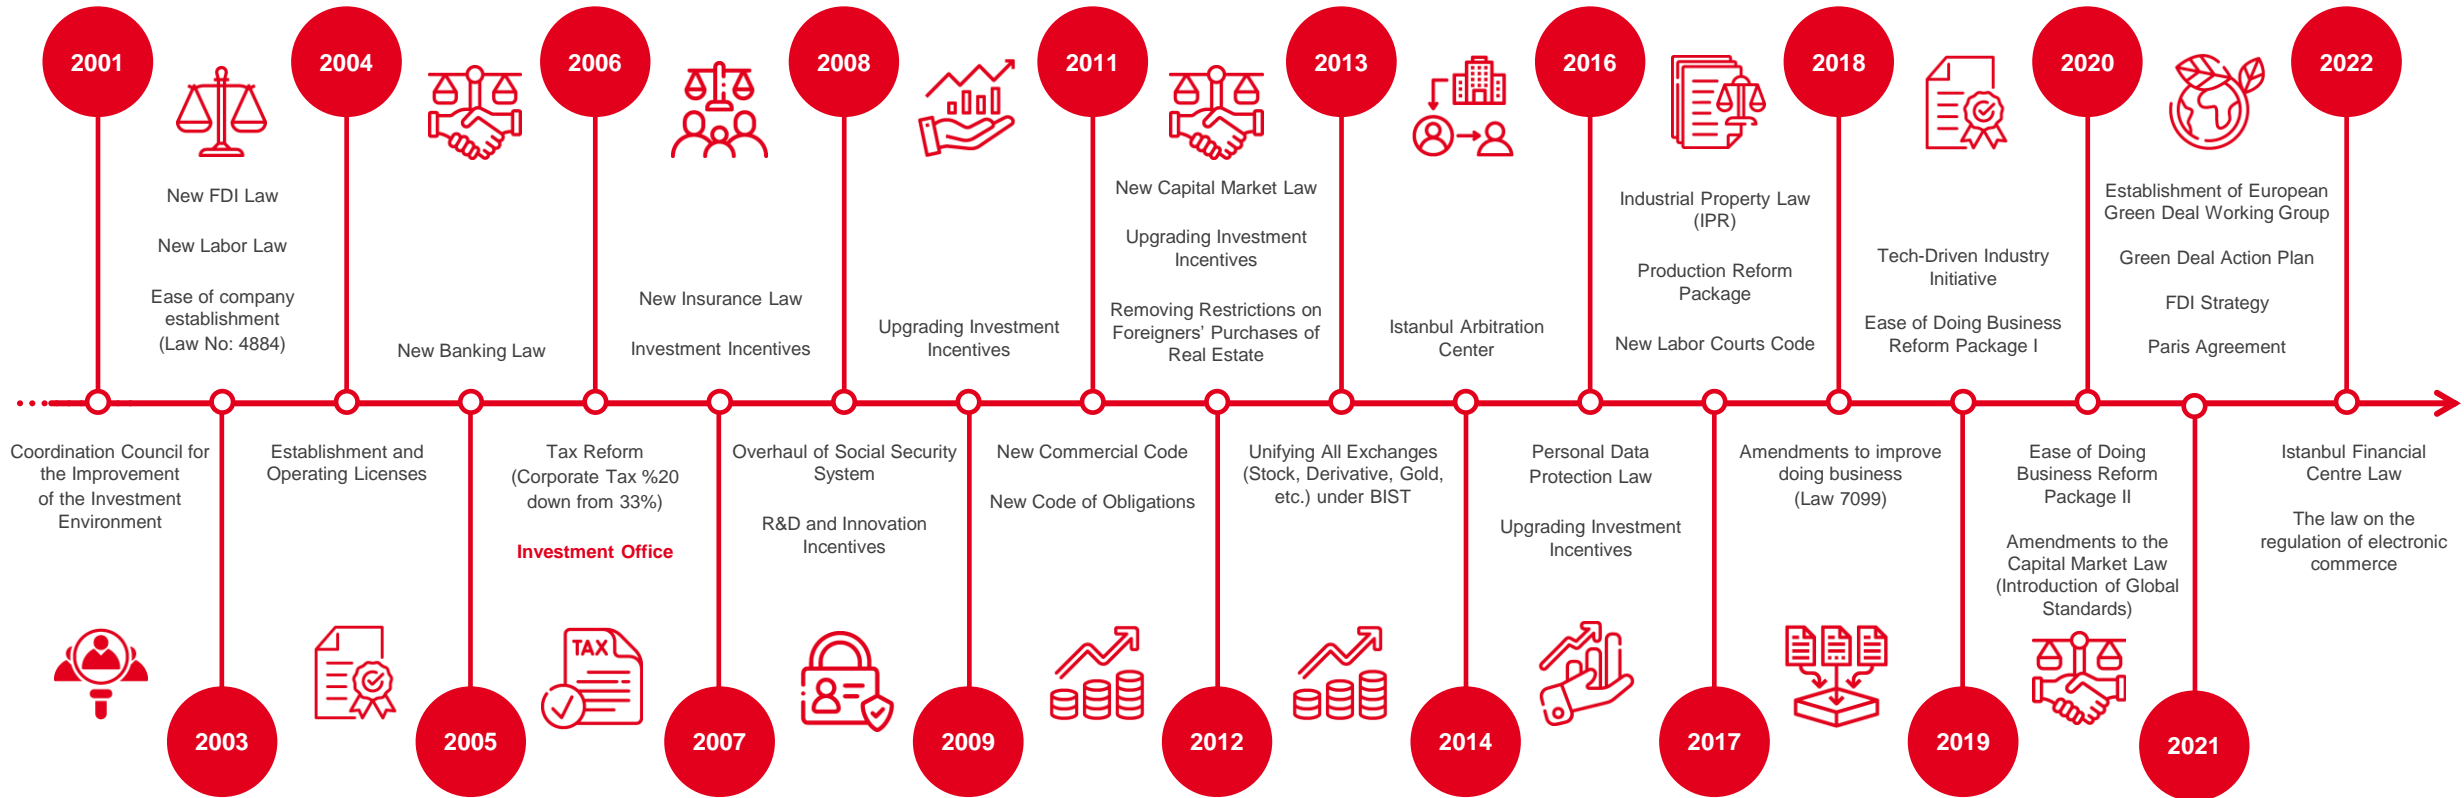 2001
2004
2006
2008
2011
2013
2016
2018
2020
2022
New FDI Law
New Labor Law
Ease of company
establishment
(Law No: 4884)
New Banking Law
New Insurance Law
Investment Incentives
Upgrading Investment
Incentives
New Capital Market Law
Upgrading Investment
Incentives
Removing Restrictions on
Foreigners’ Purchases of
Real Estate
Istanbul Arbitration
Center
Industrial Property Law
(IPR)
Production Reform
Package
New Labor Courts Code
Tech-Driven Industry
Initiative
Ease of Doing Business
Reform Package I
Establishment of European
Green Deal Working Group
Green Deal Action Plan
FDI Strategy
Paris Agreement
Coordination Council for
the Improvement
of the Investment
Environment
Establishment and
Operating Licenses
Tax Reform
(Corporate Tax %20
down from 33%)
Investment Office
Overhaul of Social Security
System
R&D and Innovation
Incentives
New Commercial Code
New Code of Obligations
Unifying All Exchanges
(Stock, Derivative, Gold,
etc.) under BIST
Personal Data
Protection Law
Upgrading Investment
Incentives
Amendments to improve
doing business
(Law 7099)
Ease of Doing
Business Reform
Package II
Amendments to the
Capital Market Law
(Introduction of Global
Standards)
Istanbul Financial
Centre Law
The law on the
regulation of electronic
commerce
TAX
2003
2005
2007
2009
2012
2014
2017
2019
2021